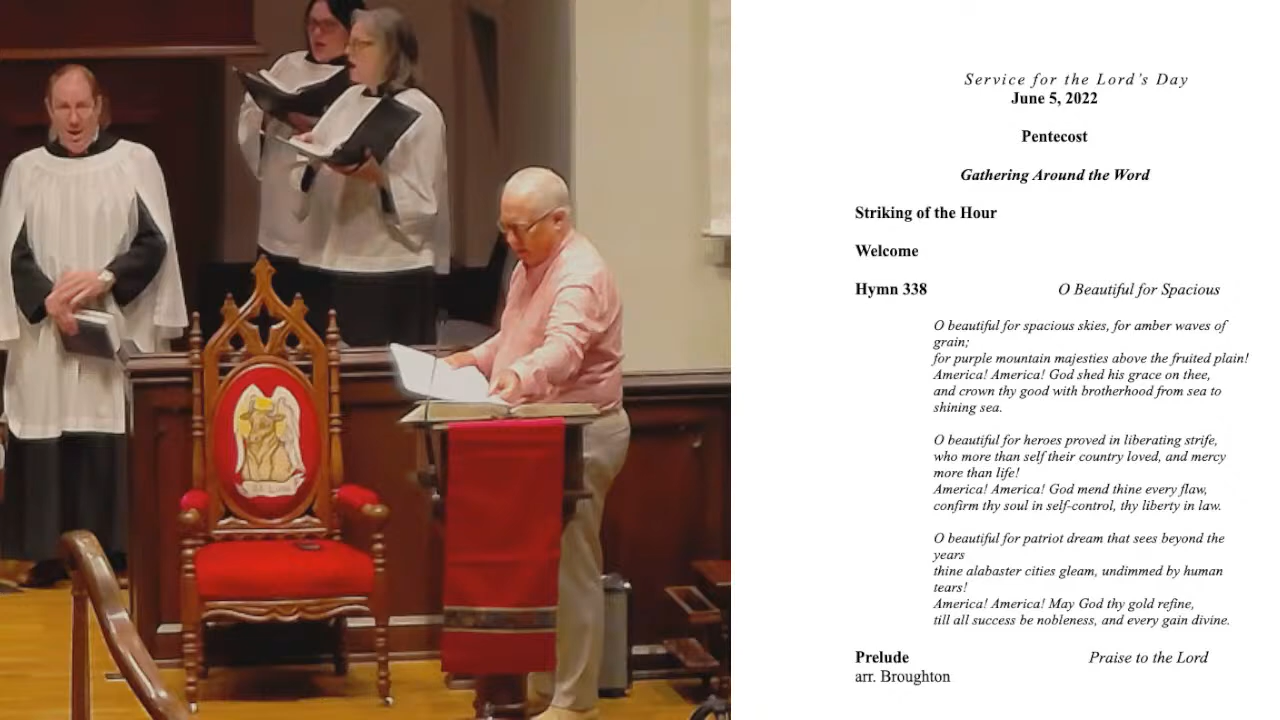 Service for the Lord's Day
June 5, 2022
Pentecost
Gathering Around the Word
Striking of the Hour
Welcome
Hymn 338 O Beautiful for Spacious
O beautiful for spacious skies, for amber waves of
grain;
for purple mountain majesties above the fruited plain!
America! America! God shed his grace on thee,
and crown thy good with brotherhood from sea to
shining sea.
O beautiful for heroes proved in liberating strife,
who more than self their country loved, and mercy
more than life!
America! America! God mend thine every flaw,
confirm thy soul in self-control, thy liberty in law.
O beautiful for patriot dream that sees beyond the
years
thine alabaster cities gleam, undimmed by human
tears!
America! America! May God thy gold refine,
till all success be nobleness, and every gain divine.
Prelude Praise to the Lord
arr. Broughton